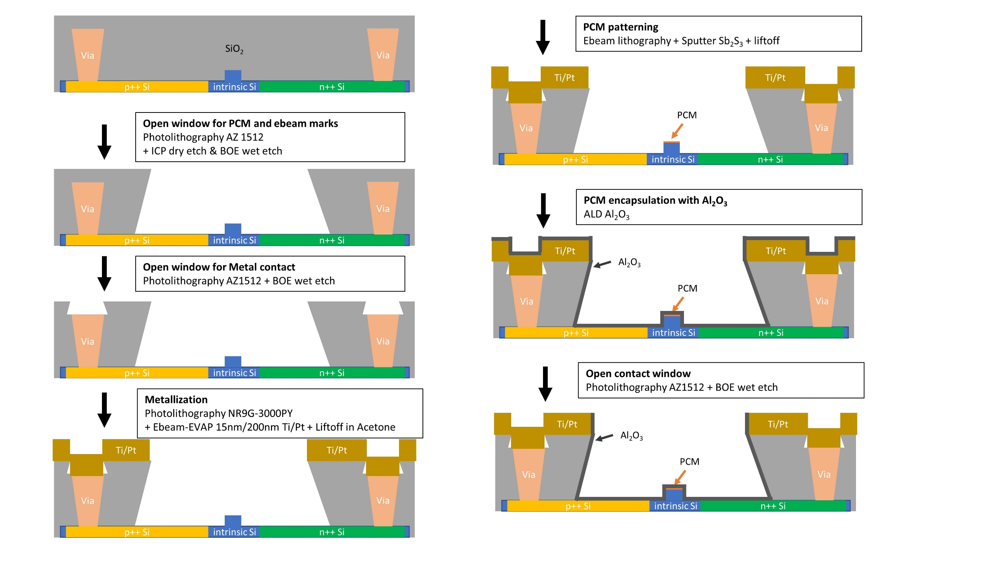 SiO₂
Via
Via
p++ Si
intrinsic Si
n++ Si
Open window for PCM and ebeam marks
Photolithography AZ 1512
+ ICP dry etch & BOE wet etch
Via
Via
p++ Si
intrinsic Si
n++ Si
Open window for Metal contact
Photolithography AZ1512 + BOE wet etch
Via
Via
p++ Si
intrinsic Si
n++ Si
Metallization
Photolithography NR9G-3000PY
+ Ebeam-EVAP 15nm/200nm Ti/Pt + Liftoff in Acetone
Ti/Pt
Ti/Pt
Via
Via
p++ Si
intrinsic Si
n++ Si
PCM patterning
Ebeam lithography + Sputter Sb₂S₃ + liftoff
Ti/Pt
Ti/Pt
PCM
Via
Via
p++ Si
intrinsic Si
n++ Si
PCM encapsulation with Al₂O₃
ALD Al₂O₃
Ti/Pt
Ti/Pt
Al₂O₃
PCM
Via
Via
p++ Si
intrinsic Si
n++ Si
Open contact window
Photolithography AZ1512 + BOE wet etch
Ti/Pt
Ti/Pt
Al₂O₃
PCM
Via
Via
p++ Si
intrinsic Si
n++ Si